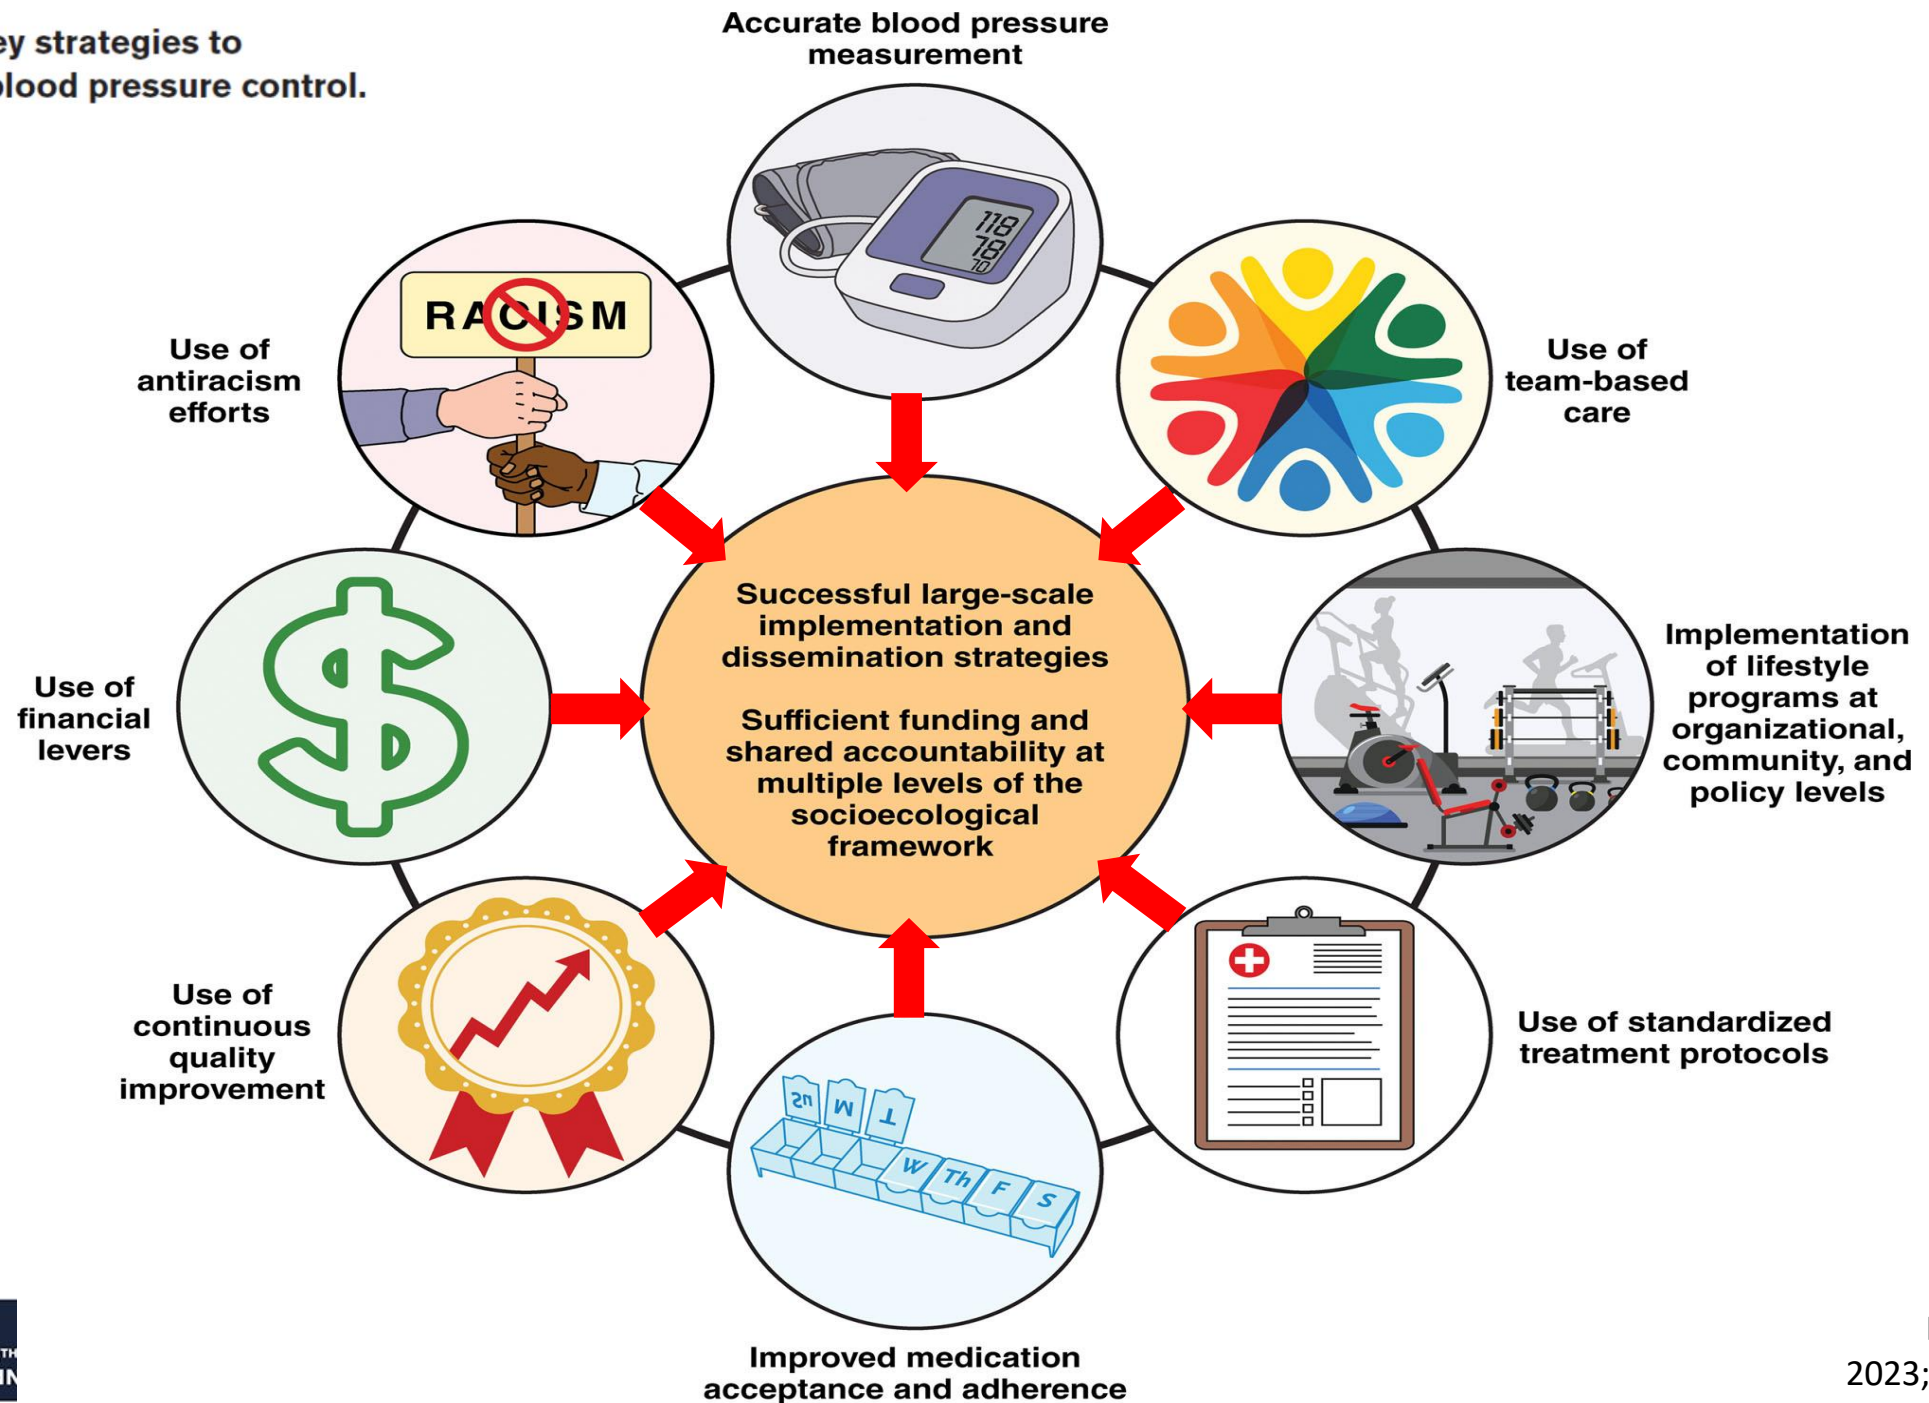 ey strategies to
blood pressure control.
Accurate blood pressure
measurement
118
78
70
RACISM
Use of
antiracism
efforts
Use of
team-based
care
Successful large-scale
implementation and
dissemination strategies
Sufficient funding and
shared accountability at
multiple levels of the
socioecological
framework
Implementation
of lifestyle
programs at
organizational,
community, and
policy levels
Use of
financial
levers
$
Use of
continuous
quality
improvement
Use of standardized
treatment protocols
Su M T
W Th F S
Improved medication
acceptance and adherence
TH
IN
2023;